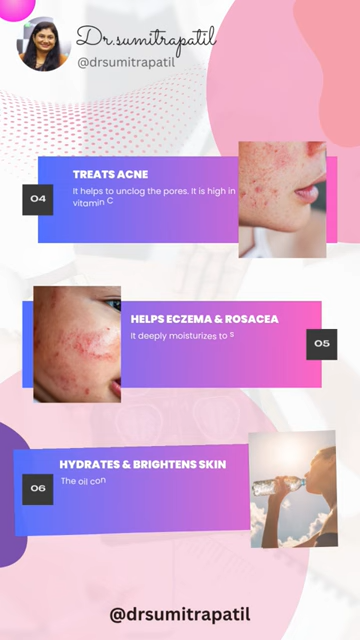 Dr.sumitrapatil
@drsumitrapatil
TREATS ACNE
04
It helps to unclog the pores. It is high in
vitamin C
HELPS ECZEMA & ROSACEA
It deeply moisturizes to s
05
HYDRATES & BRIGHTENS SKIN
06
The oil con
@drsumitrapatil